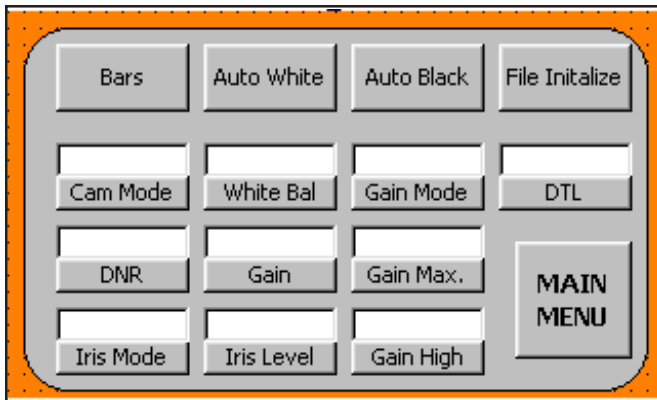 Bars
Auto White
Auto Black
File Initalize
Cam Mode
White Bal
Gain Mode
DTL
DNR
Gain
Gain Max.
MAIN
MENU
Iris Mode
Iris Level
Gain High